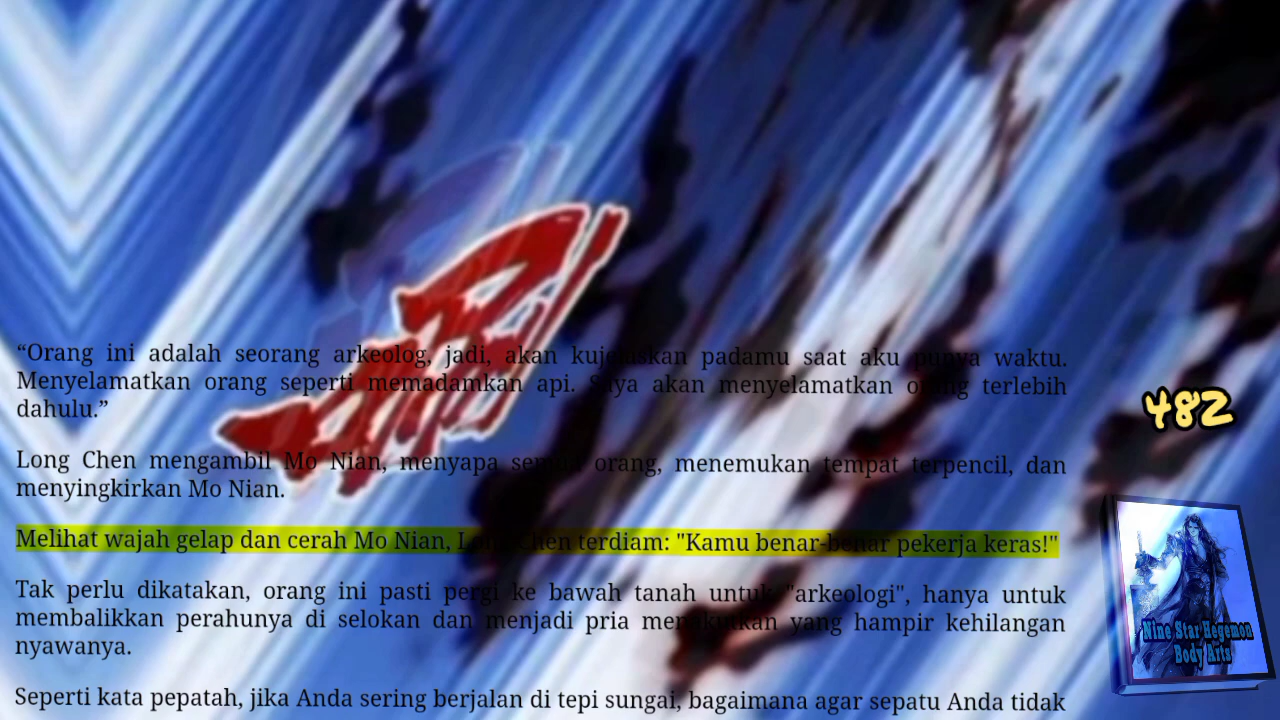 “Orang ini adalah seorang arkeolog, jadi, akan kujelaskan padamu saat aku punya waktu.
Menyelamatkan orang seperti memadamkan api. Saya akan menyelamatkan orang terlebih
dahulu.”
Long Chen mengambil Mo Nian, menyapa semua orang, menemukan tempat terpencil, dan
menyingkirkan Mo Nian.
Melihat wajah gelap dan cerah Mo Nian, Long Chen terdiam: "Kamu benar-benar pekerja keras!"
Tak perlu dikatakan, orang ini pasti pergi ke bawah tanah untuk "arkeologi", hanya untuk
membalikkan perahunya di selokan dan menjadi pria menakutkan yang hampir kehilangan
nyawanya.
Seperti kata pepatah, jika Anda sering berjalan di tepi sungai, bagaimana agar sepatu Anda tidak
482
Nine Star Hegemon
Body Arts